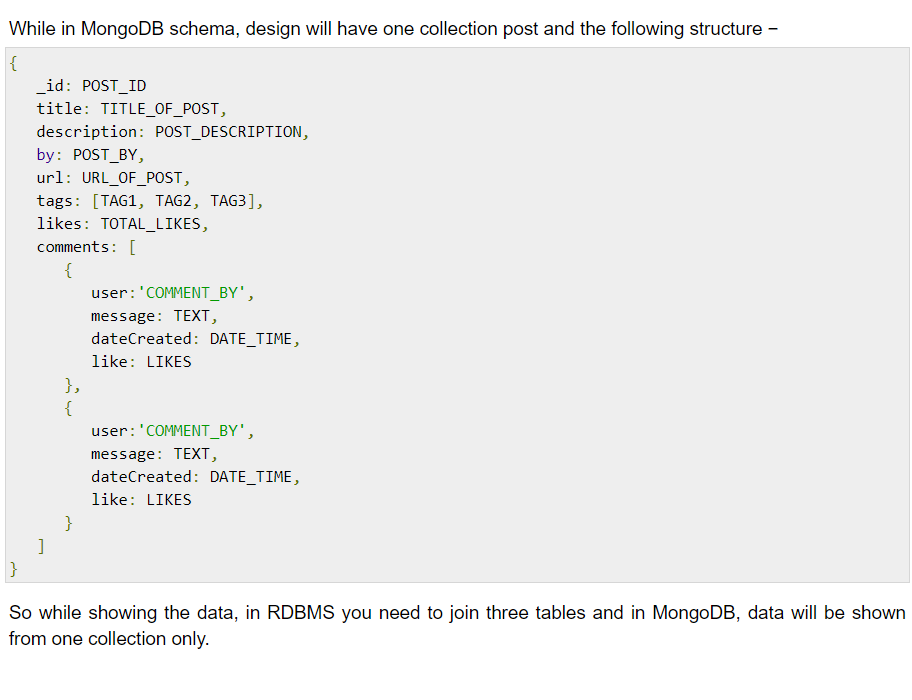 While in MongoDB schema, design will have one collection post and the following structure −
{
_id: POST_ID
title: TITLE_OF_POST,
description: POST_DESCRIPTION,
by: POST_BY,
url: URL_OF_POST,
tags: [TAG1, TAG2, TAG3],
likes: TOTAL_LIKES,
comments: [
{
user:'COMMENT_BY',
message: TEXT,
dateCreated: DATE_TIME,
like: LIKES
},
{
user:'COMMENT_BY',
message: TEXT,
dateCreated: DATE_TIME,
like: LIKES
}
]
}
So while showing the data, in RDBMS you need to join three tables and in MongoDB, data will be shown
from one collection only.